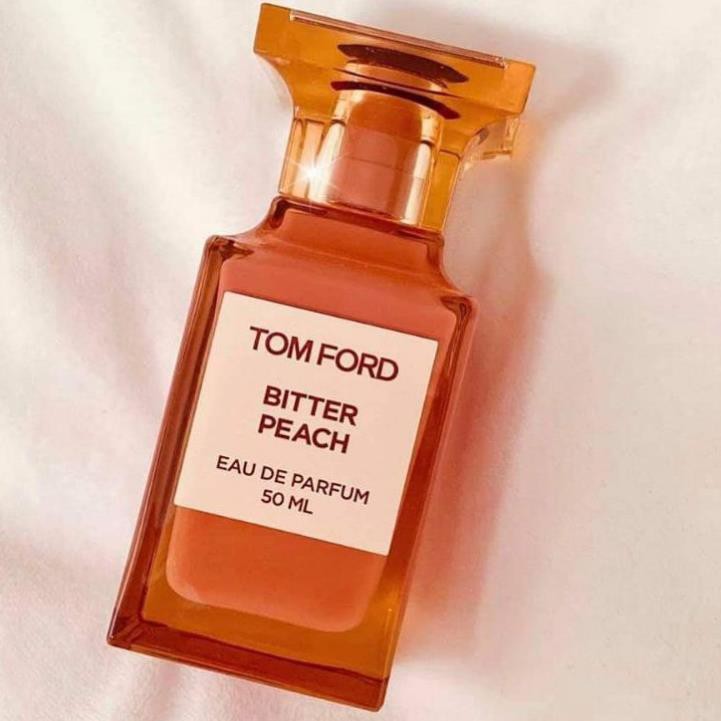 TOM FORD
BITTER
PEACH
EAU DE PARFUM
50 ML